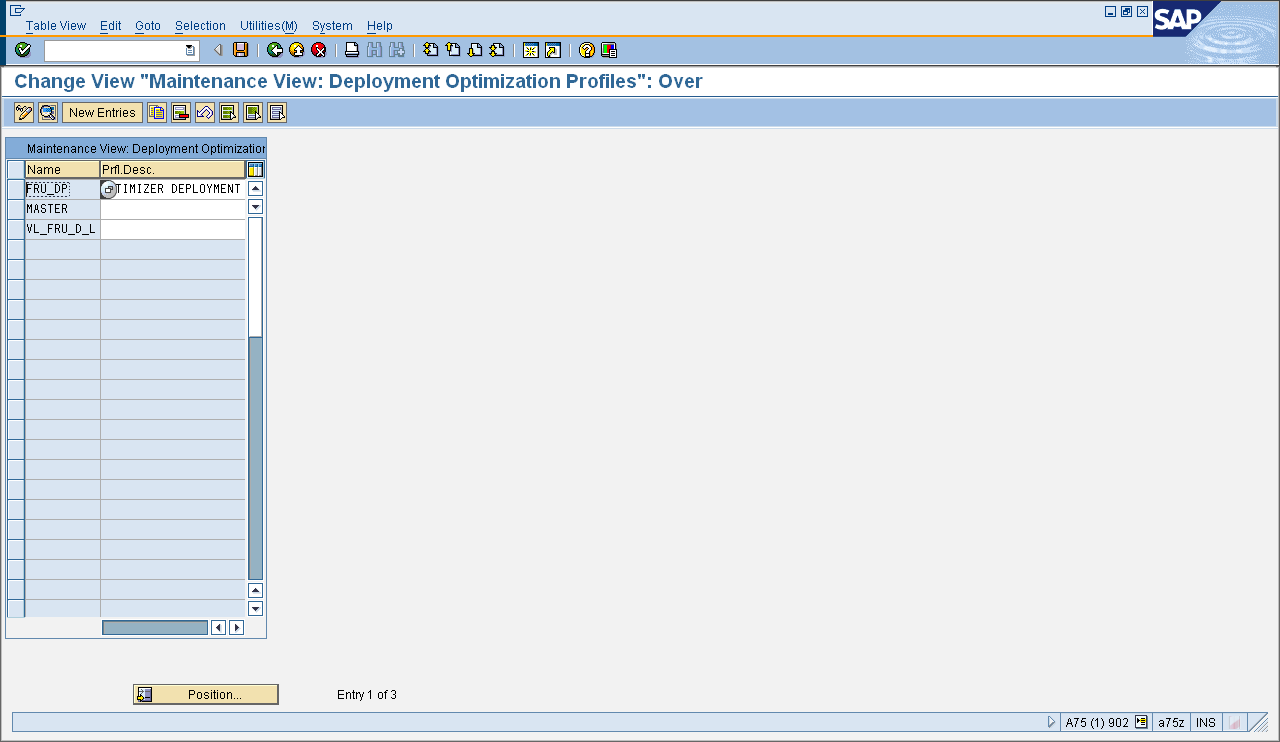 Table View Edit Goto Selection Utilities(M) System Help
SAP
Change View "Maintenance View: Deployment Optimization Profiles": Over
New Entries
Maintenance View: Deployment Optimization
Name Prfl.Desc.
FRU_DP TIMIZER DEPLOYMENT
MASTER
VL_FRU_D_L
Position...
Entry 1 of 3
A75 (1) 902 a75z INS